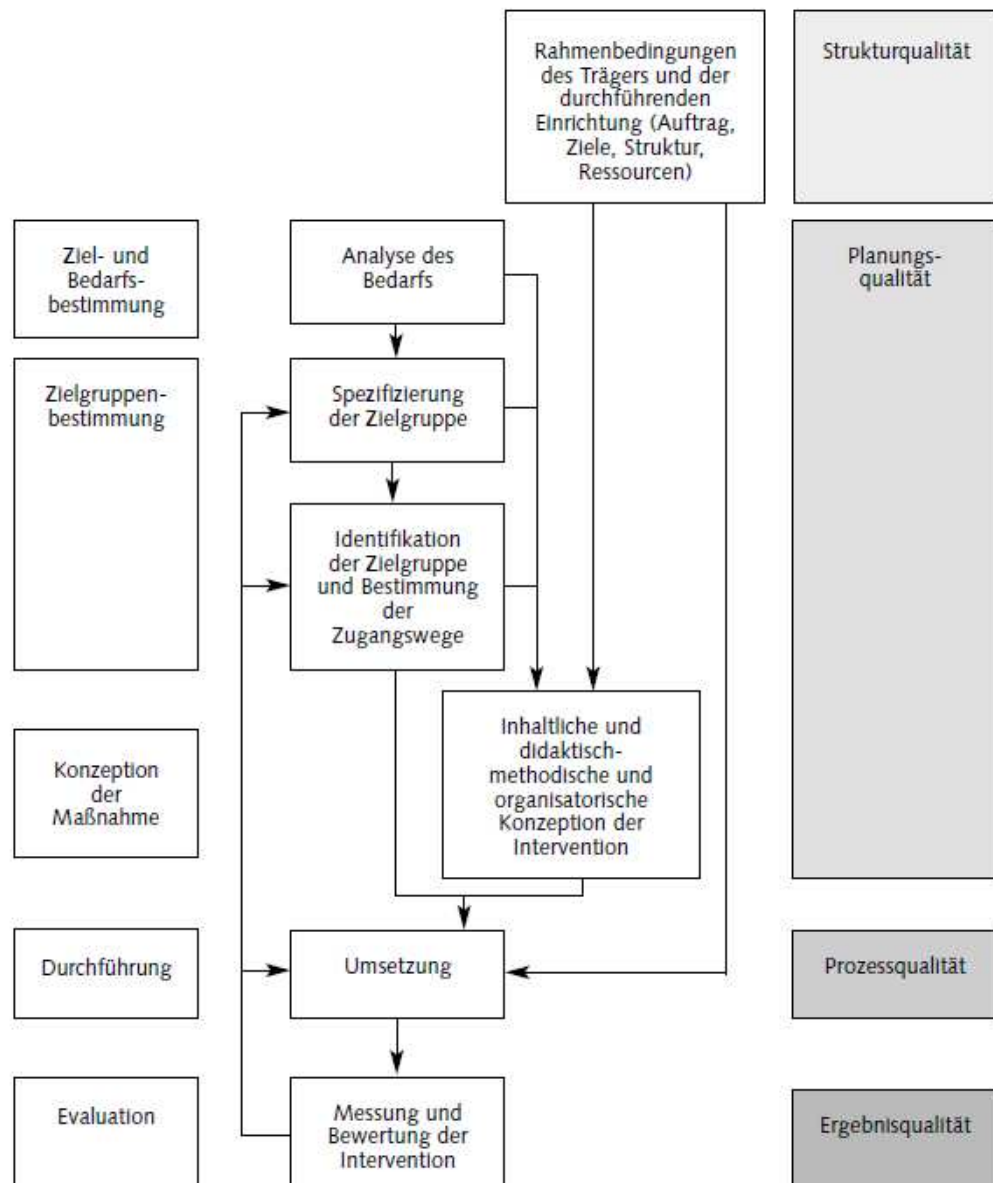 Rahmenbedingungen
des Trägers und der
durchführenden
Einrichtung (Auftrag,
Ziele, Struktur,
Ressourcen)
Strukturqualität
Ziel- und
Bedarfs-
bestimmung
Analyse des
Bedarfs
Planungs-
qualität
Zielgruppen-
bestimmung
Spezifizierung
der Zielgruppe
Identifikation
der Zielgruppe
und Bestimmung
der
Zugangswege
Konzeption
der
Maßnahme
Inhaltliche und
didaktisch-
methodische und
organisatorische
Konzeption der
Intervention
Durchführung
Umsetzung
Prozessqualität
Evaluation
Messung und
Bewertung der
Intervention
Ergebnisqualität